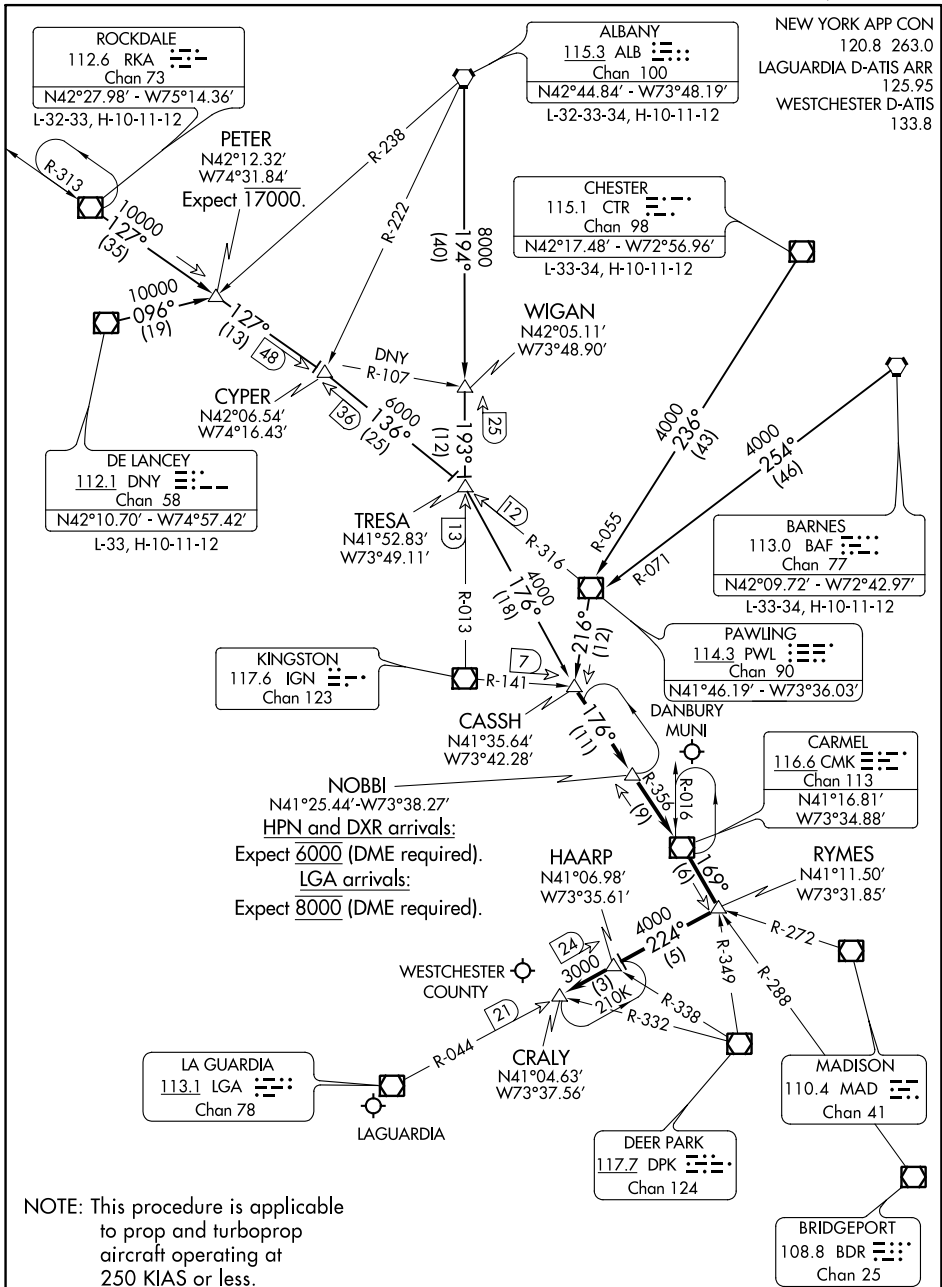 NEW YORK APP CON
120.8 263.0
LAGUARDIA D-ATIS ARR
125.95
WESTCHESTER D-ATIS
133.8
ROCKDALE
112.6 RKA
Chan 73
N42°27.98' - W75°14.36'
L-32-33, H-10-11-12
ALBANY
115.3 ALB
Chan 100
N42°44.84' - W73°48.19'
L-32-33-34, H-10-11-12
PETER
N42°12.32'
W74°31.84'
Expect 17000.
R-313
R-238
R-222
10000
127°
(35)
8000
194°
(40)
CHESTER
115.1 CTR
Chan 98
N42°17.48' - W72°56.96'
L-33-34, H-10-11-12
10000
096°
(19)
127°
(13)
48
DNY
R-107
WIGAN
N42°05.11'
W73°48.90'
CYPER
N42°06.54'
W74°16.43'
36
6000
136°
(25)
193°
(12)
25
4000
236°
(43)
4000
254°
(46)
DE LANCEY
112.1 DNY
Chan 58
N42°10.70' - W74°57.42'
L-33, H-10-11-12
TRESA
N41°52.83'
W73°49.11'
13
12
R-316
R-055
R-071
BARNES
113.0 BAF
Chan 77
N42°09.72' - W72°42.97'
L-33-34, H-10-11-12
R-013
4000
176°
(18)
216°
(12)
PAWLING
114.3 PWL
Chan 90
N41°46.19' - W73°36.03'
KINGSTON
117.6 IGN
Chan 123
R-141
7
CASSH
N41°35.64'
W73°42.28'
176°
(11)
DANBURY
MUNI
CARMEL
116.6 CMK
Chan 113
N41°16.81'
W73°34.88'
NOBBI
N41°25.44'-W73°38.27'
HPN and DXR arrivals:
Expect 6000 (DME required).
LGA arrivals:
Expect 8000 (DME required).
R-356
(9)
R-016
HAARP
N41°06.98'
W73°35.61'
169°
(6)
RYMES
N41°11.50'
W73°31.85'
4000
224°
(5)
R-272
R-349
R-288
WESTCHESTER
COUNTY
24
3000
(3)
210K
R-338
R-332
21
R-044
CRALY
N41°04.63'
W73°37.56'
LA GUARDIA
113.1 LGA
Chan 78
LAGUARDIA
MADISON
110.4 MAD
Chan 41
DEER PARK
117.7 DPK
Chan 124
BRIDGEPORT
108.8 BDR
Chan 25
NOTE: This procedure is applicable
to prop and turboprop
aircraft operating at
250 KIAS or less.